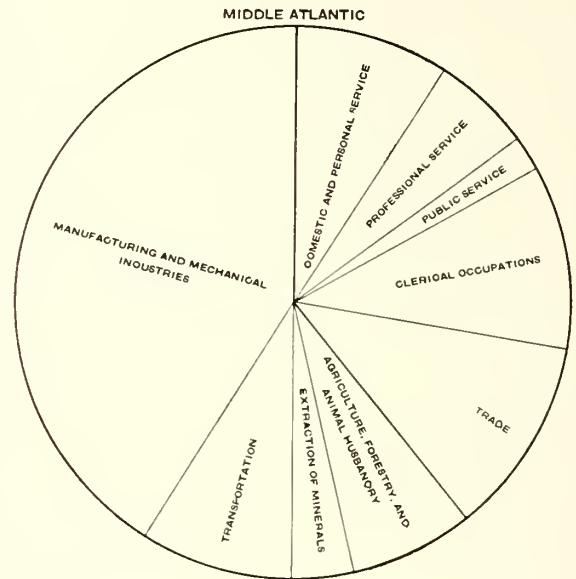 MIDDLE ATLANTIC
DOMESTIC AND PERSONAL SERVICE
PROFESSIONAL SERVICE
PUBLIC SERVICE
CLERICAL OCCUPATIONS
TRADE
AGRICULTURE, FORESTRY, AND
ANIMAL HUSBANDRY
EXTRACTION OF MINERALS
TRANSPORTATION
MANUFACTURING AND MECHANICAL
INDUSTRIES